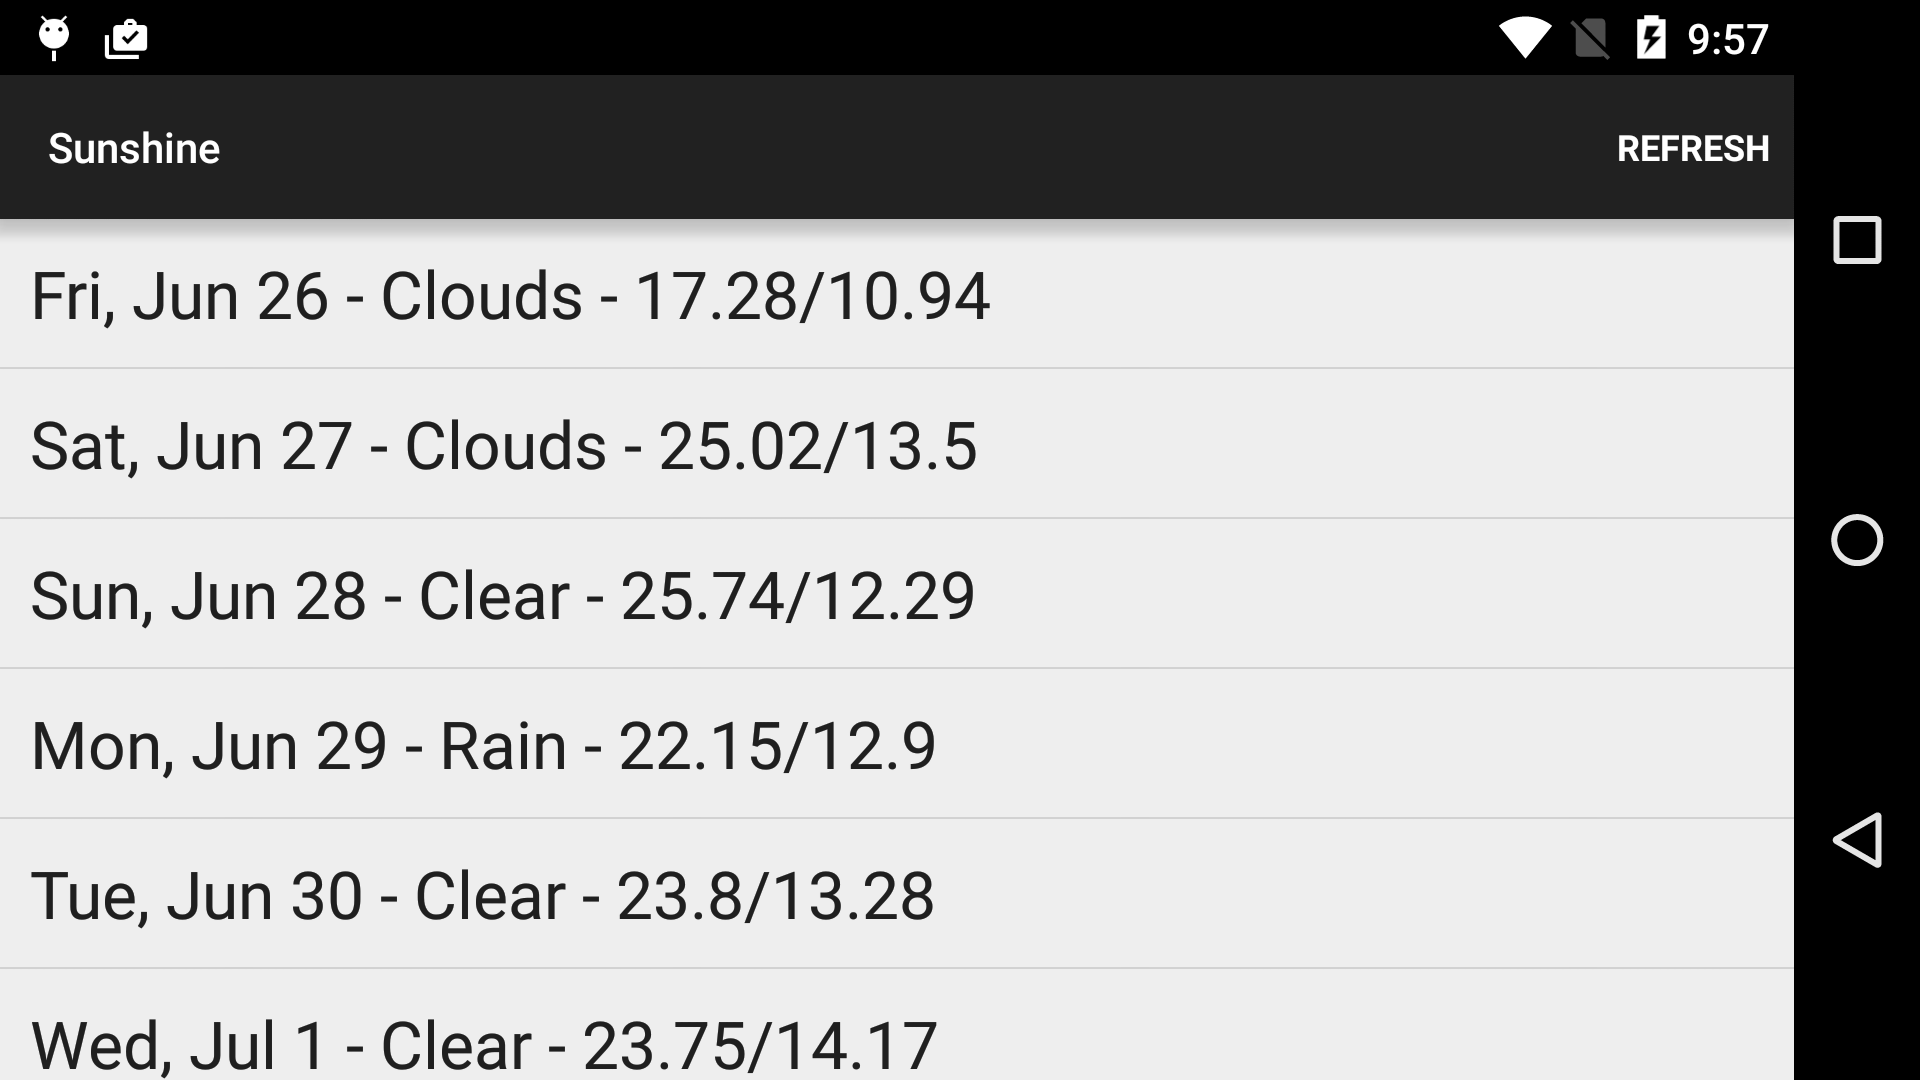 9:57
Sunshine
REFRESH
Fri, Jun 26 - Clouds - 17.28/10.94
Sat, Jun 27 - Clouds - 25.02/13.5
Sun, Jun 28 - Clear - 25.74/12.29
Mon, Jun 29 - Rain - 22.15/12.9
Tue, Jun 30 - Clear - 23.8/13.28
Wed, Jul 1 - Clear - 23.75/14.17